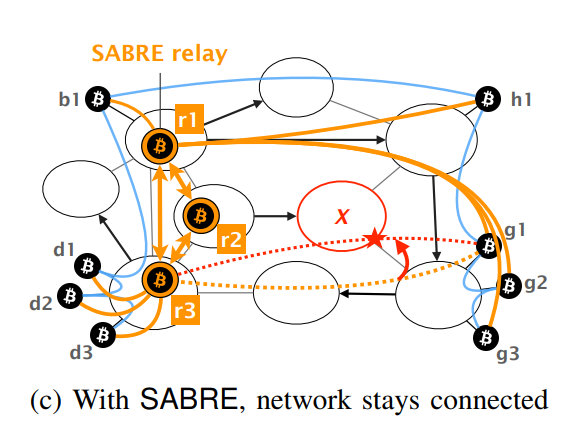 SABRE relay
b1
r1
h1
X
r2
g1
d1
g2
d2
r3
d3
g3
(c) With SABRE, network stays connected